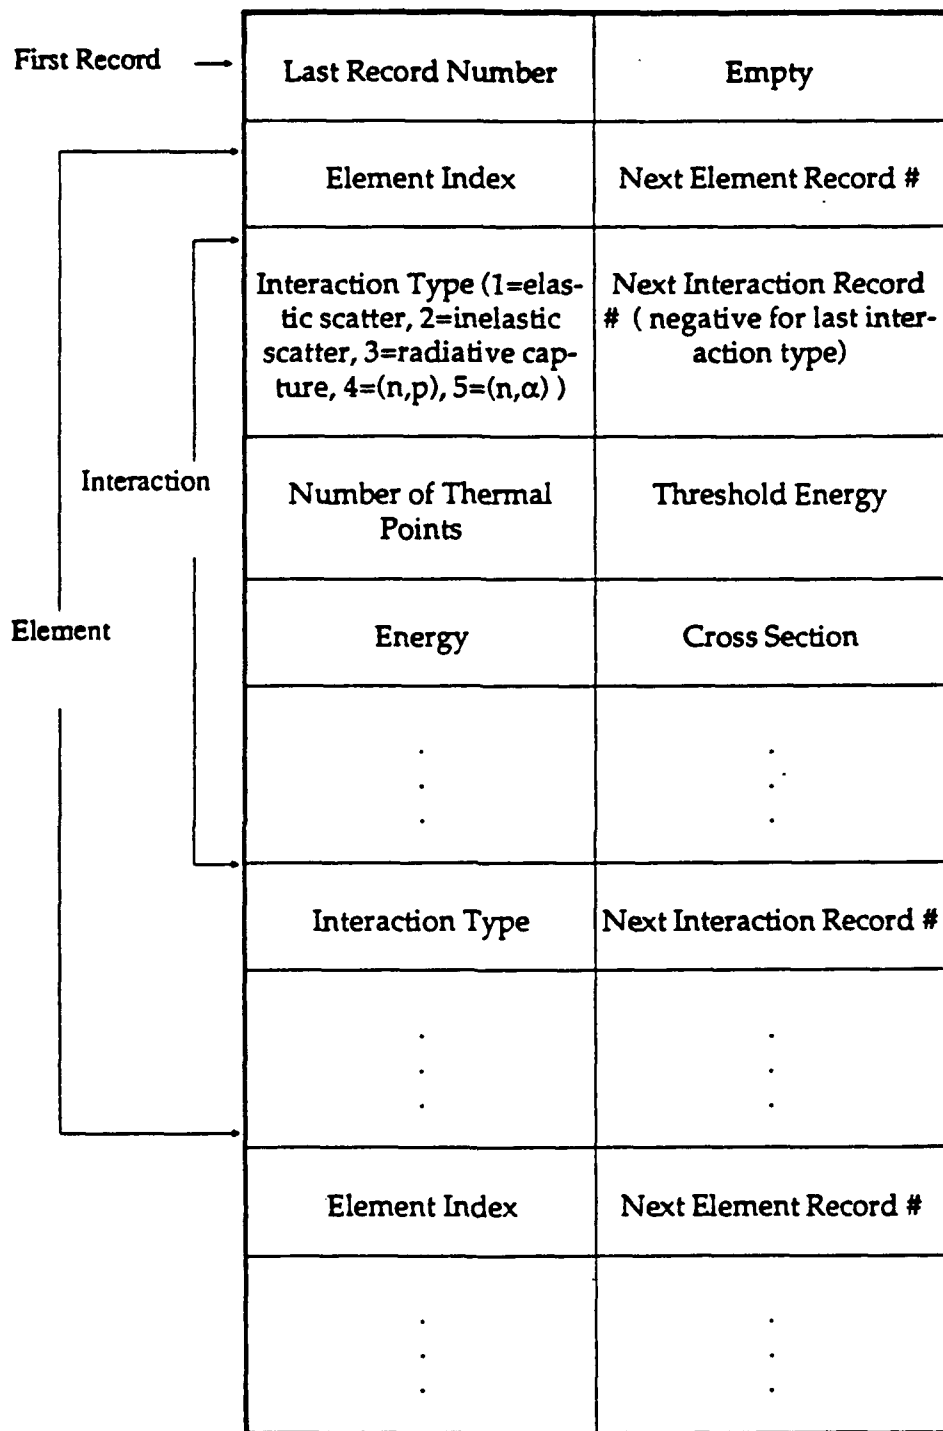 First Record
Last Record Number
Empty
Element Index
Next Element Record #
Interaction Type (1=elas-
tic scatter, 2=inelastic
scatter, 3=radiative cap-
ture, 4=(n,p), 5=(n,α) )
Next Interaction Record
# ( negative for last inter-
action type)
Interaction
Number of Thermal
Points
Threshold Energy
Element
Energy
Cross Section
.
.
.
.
.
.
Interaction Type
Next Interaction Record #
.
.
.
.
.
.
Element Index
Next Element Record #
.
.
.
.
.
.